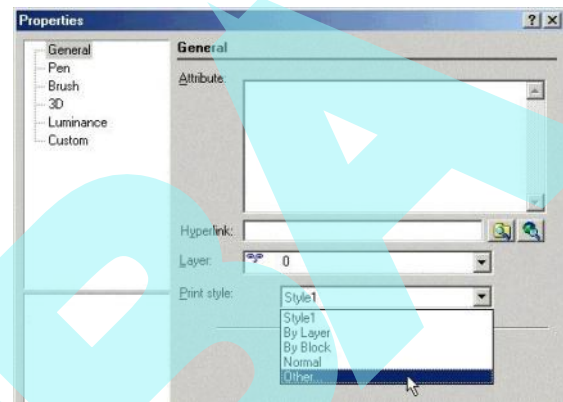 Properties
General
Pen
Brush
3D
Luminance
Custom
General
Attribute:
Hyperlink:
Layer: 0
Print style: Style1
Style1
By Layer
By Block
Normal
Other...